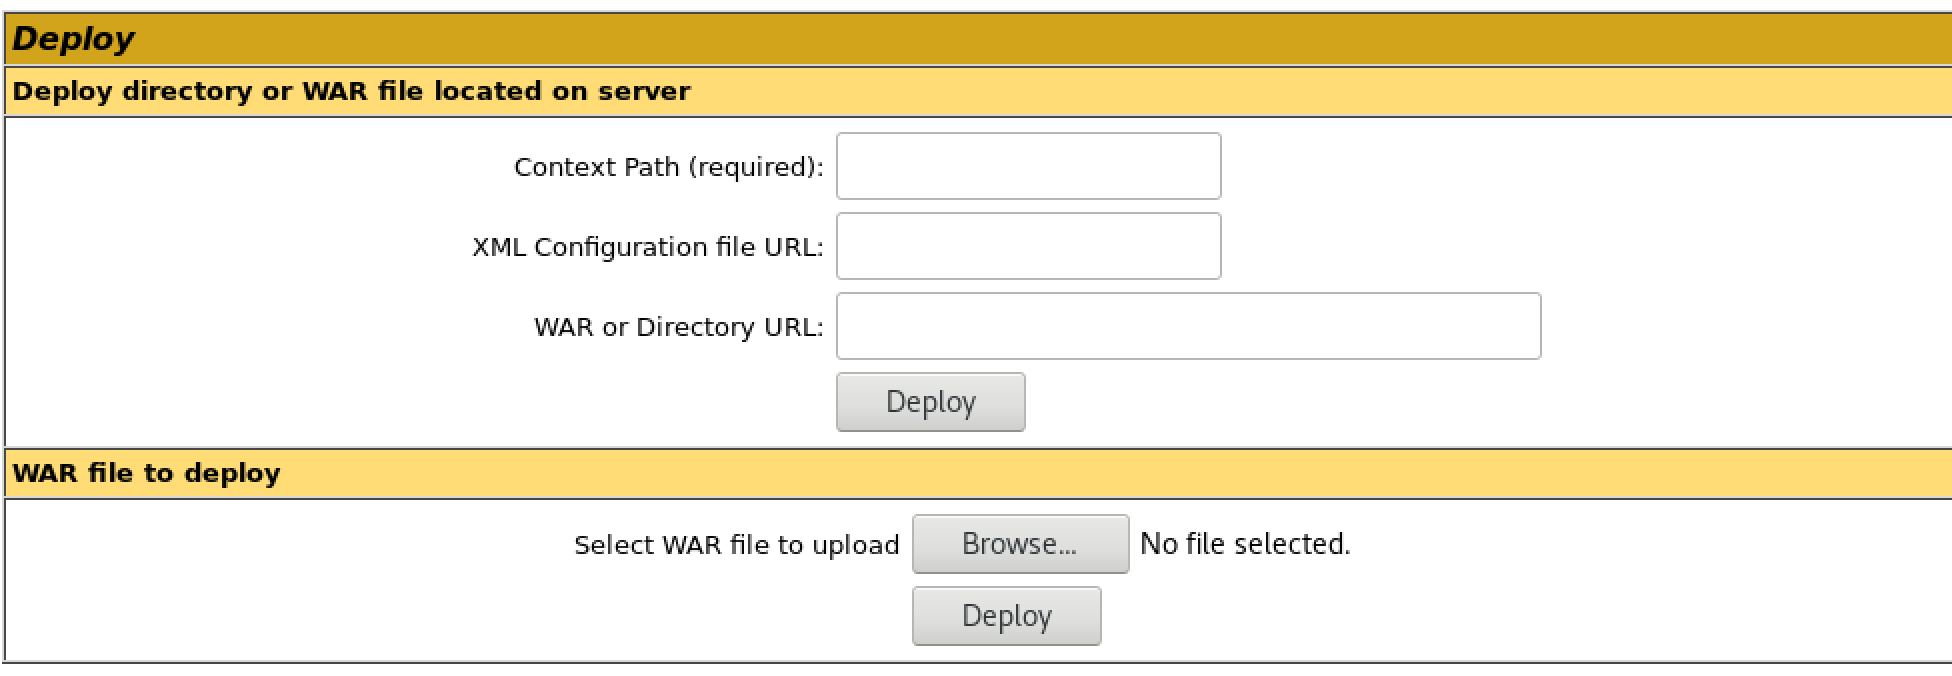 Deploy
Deploy directory or WAR file located on server
Context Path (required):
XML Configuration file URL:
WAR or Directory URL:
Deploy
WAR file to deploy
Select WAR file to upload Browse... No file selected.
Deploy